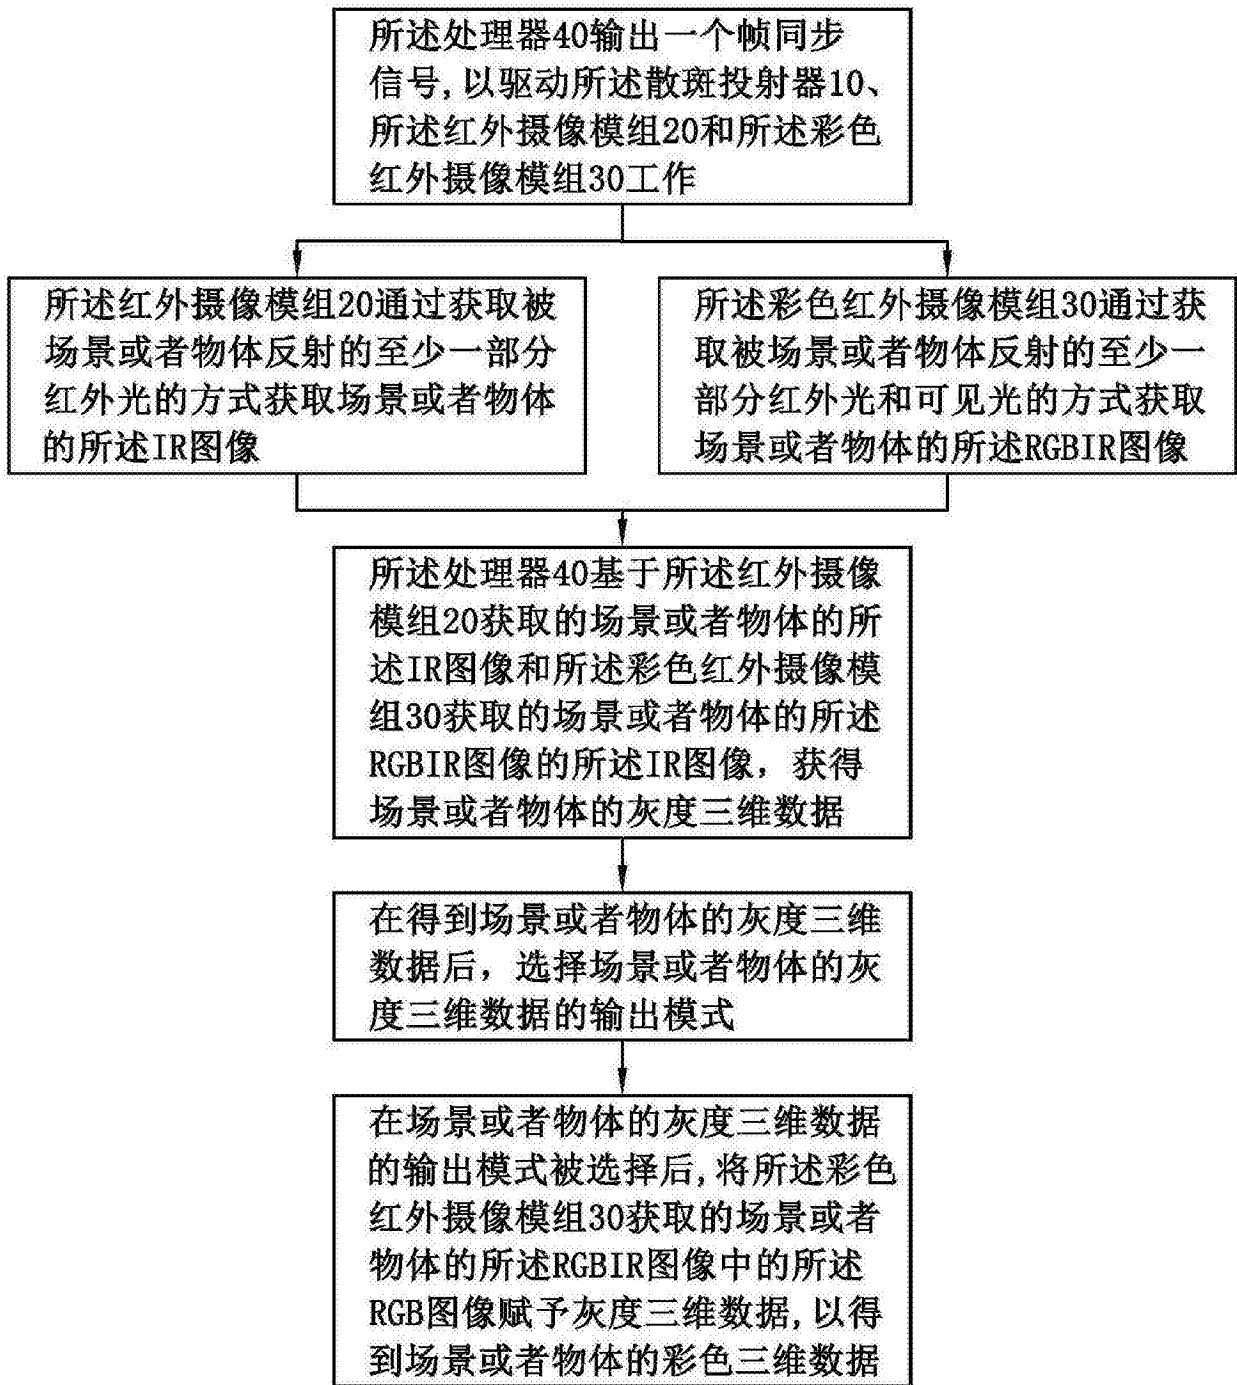 所述处理器40输出一个帧同步
信号,以驱动所述散斑投射器10、
所述红外摄像模组20和所述彩色
红外摄像模组30工作
所述红外摄像模组20通过获取被
场景或者物体反射的至少一部分
红外光的方式获取场景或者物体
的所述IR图像
所述彩色红外摄像模组30通过获
取被场景或者物体反射的至少一
部分红外光和可见光的方式获取
场景或者物体的所述RGBIR图像
所述处理器40基于所述红外摄像
模组20获取的场景或者物体的所
述IR图像和所述彩色红外摄像模
组30获取的场景或者物体的所述
RGBIR图像的所述IR图像，获得
场景或者物体的灰度三维数据
在得到场景或者物体的灰度三维
数据后，选择场景或者物体的灰
度三维数据的输出模式
在场景或者物体的灰度三维数据
的输出模式被选择后,将所述彩色
红外摄像模组30获取的场景或者
物体的所述RGBIR图像中的所述
RGB图像赋予灰度三维数据,以得
到场景或者物体的彩色三维数据